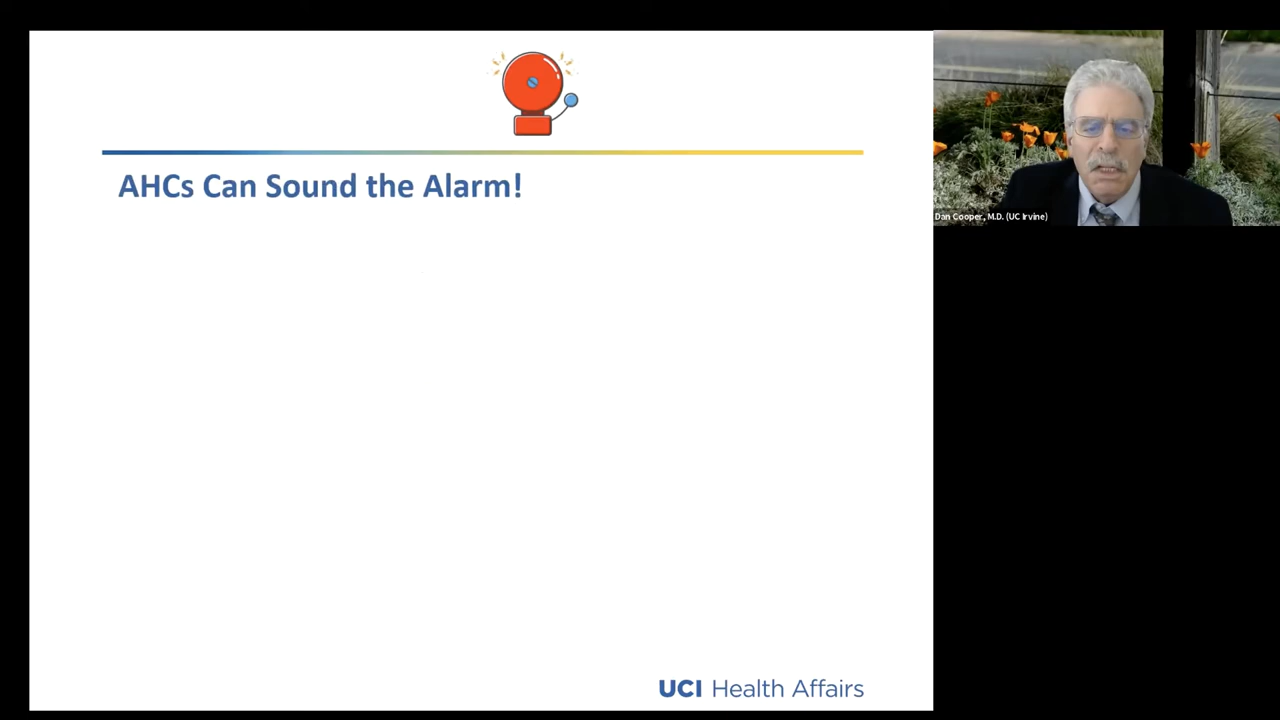 AHCs Can Sound the Alarm!
Dan Cooper, M.D. (UC Irvine)
UCI Health Affairs